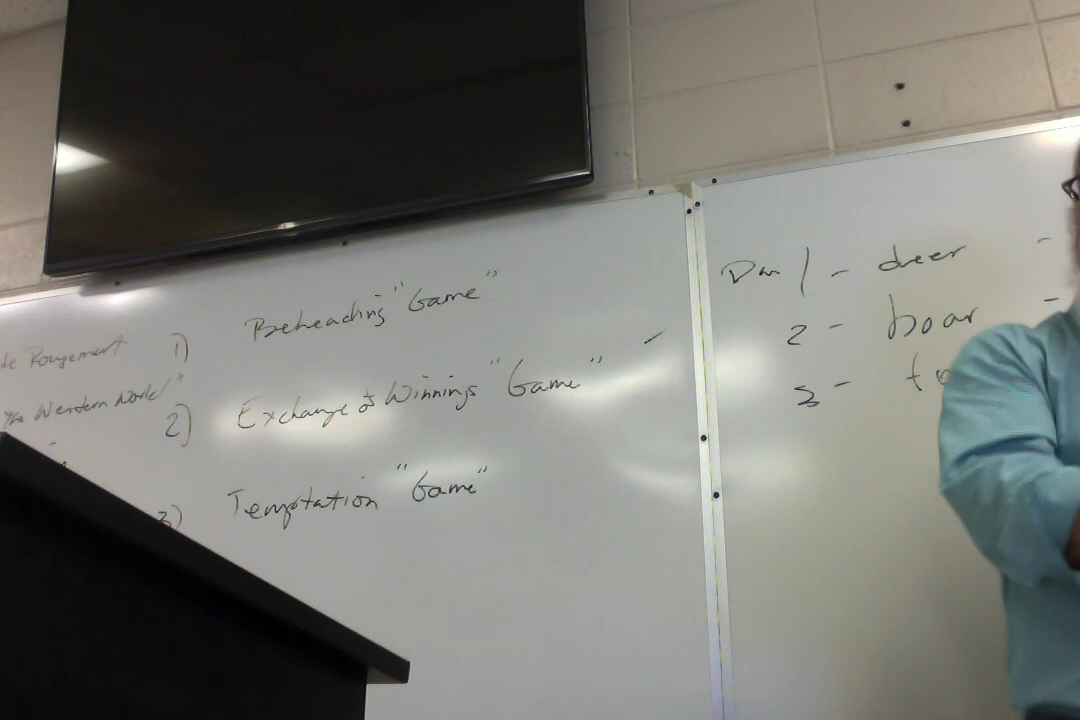 de Rougemont
1) Beheading "Game"
the Western World"
2) Exchange of Winnings "Game" -
3) Temptation "Game"
Day 1 - deer -
2 - boar -
3 -